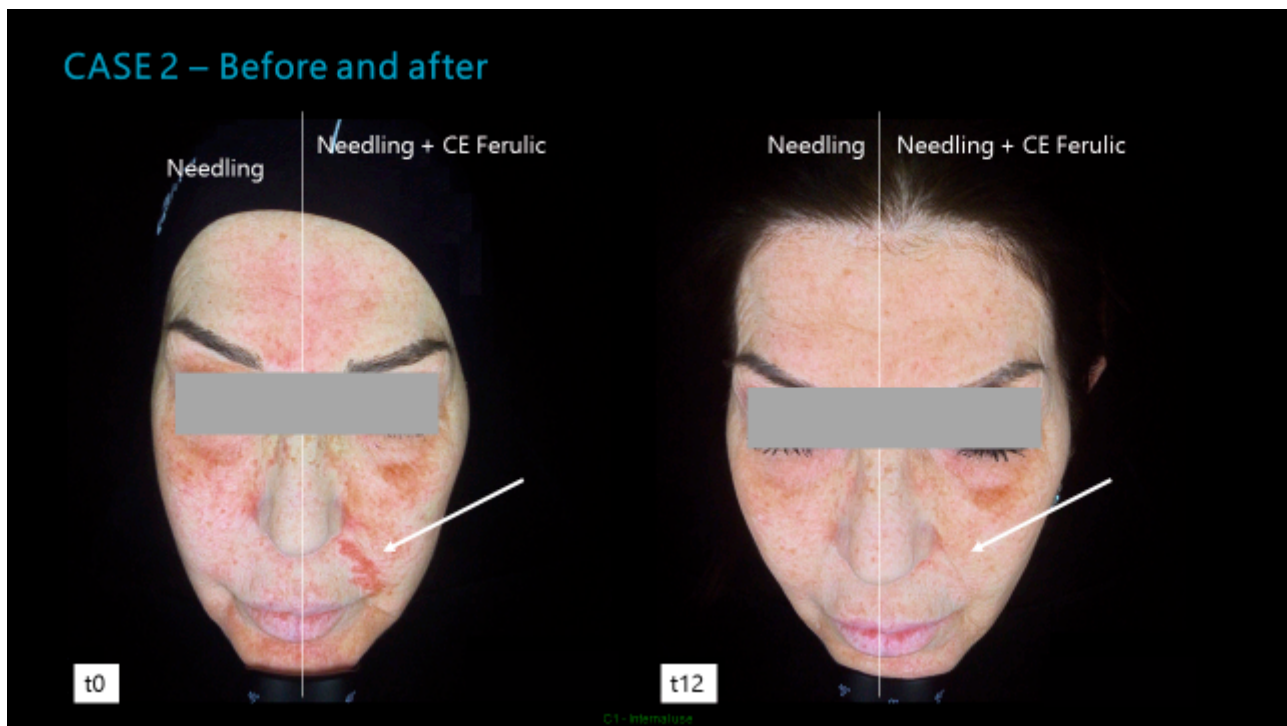 CASE 2 – Before and after
Needling
Needling + CE Ferulic
Needling
Needling + CE Ferulic
t0
t12
C1 - Internal use